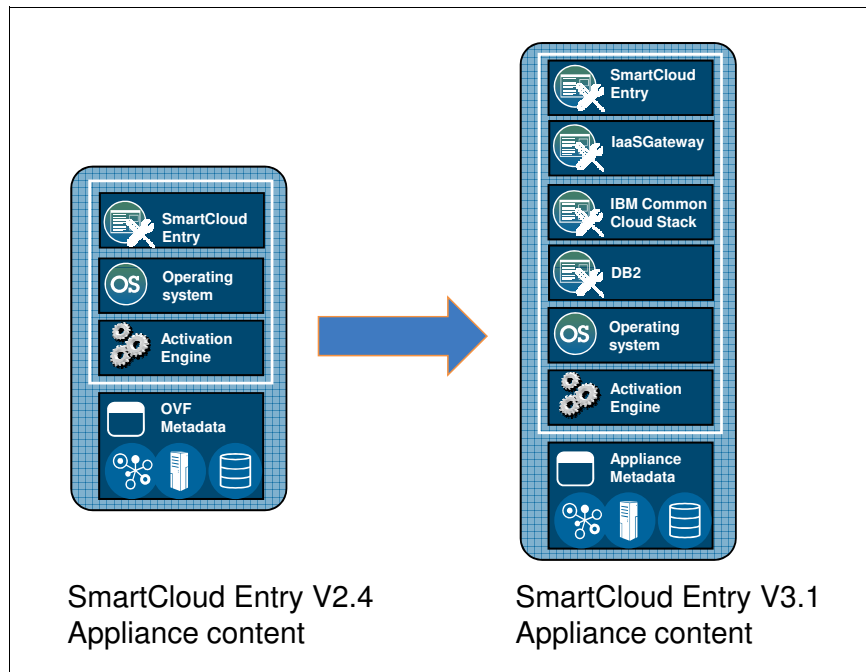 SmartCloud
Entry
OS
Operating
system
Activation
Engine
OVF
Metadata
SmartCloud Entry V2.4
Appliance content
SmartCloud
Entry
IaaSGateway
IBM Common
Cloud Stack
DB2
OS
Operating
system
Activation
Engine
Appliance
Metadata
SmartCloud Entry V3.1
Appliance content